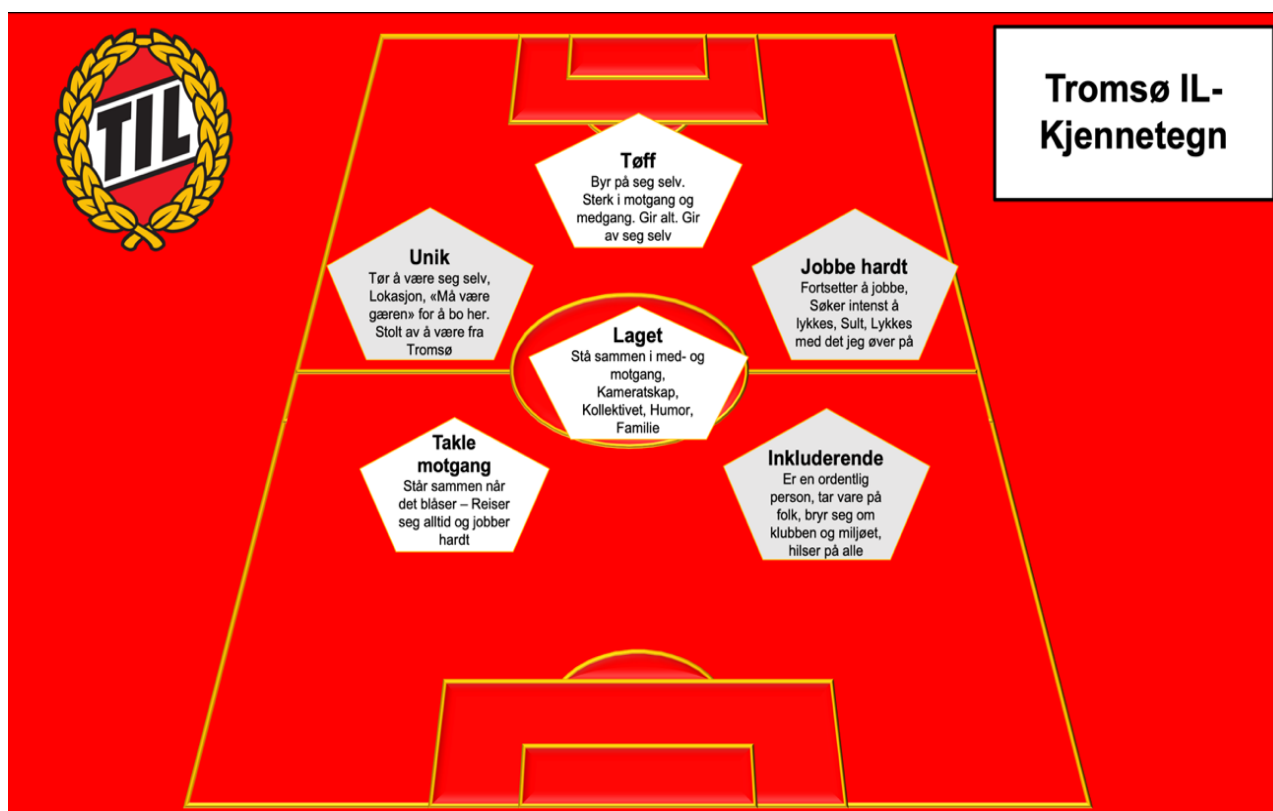 TIL
Tromsø IL-
Kjennetegn
Tøff
Byr på seg selv.
Sterk i motgang og
medgang. Gir alt. Gir
av seg selv
Unik
Tør å være seg selv,
Lokasjon, «Må være
gæren» for å bo her.
Stolt av å være fra
Tromsø
Jobbe hardt
Fortsetter å jobbe,
Søker intenst å
lykkes, Sult, Lykkes
med det jeg øver på
Laget
Stå sammen i med- og
motgang,
Kameratskap,
Kollektivet, Humor,
Familie
Takle
motgang
Står sammen når
det blåser – Reiser
seg alltid og jobber
hardt
Inkluderende
Er en ordentlig
person, tar vare på
folk, bryr seg om
klubben og miljøet,
hilser på alle